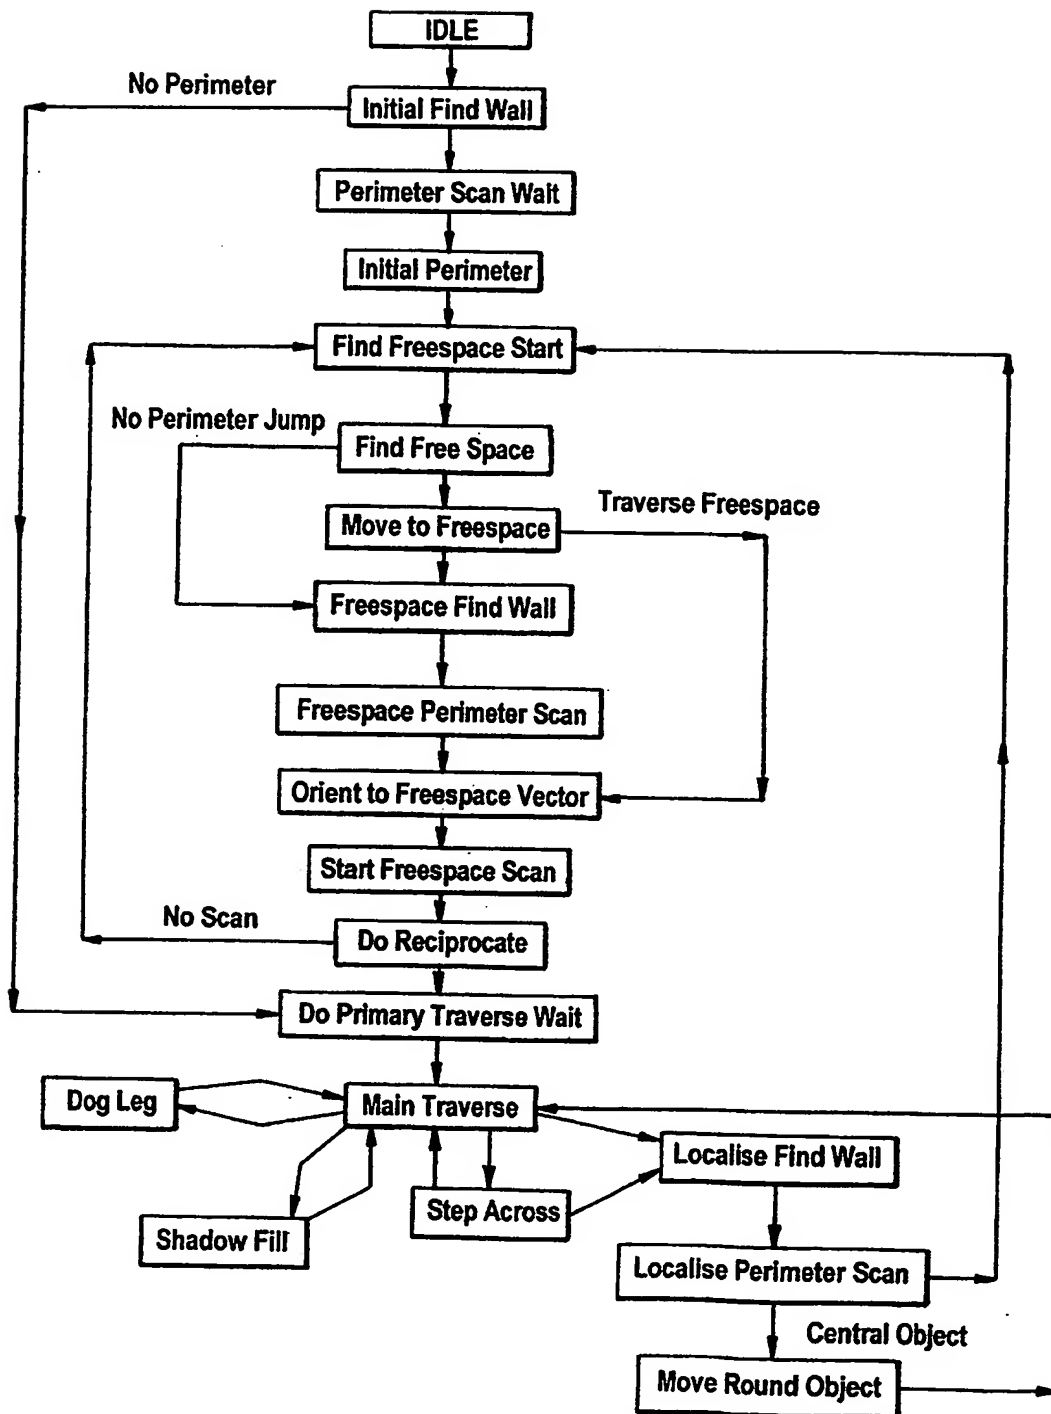 IDLE
No Perimeter
Initial Find Wall
Perimeter Scan Wait
Initial Perimeter
Find Freespace Start
No Perimeter Jump
Find Free Space
Traverse Freespace
Move to Freespace
Freespace Find Wall
Freespace Perimeter Scan
Orient to Freespace Vector
Start Freespace Scan
No Scan
Do Reciprocate
Do Primary Traverse Wait
Dog Leg
Main Traverse
Localise Find Wall
Step Across
Shadow Fill
Localise Perimeter Scan
Central Object
Move Round Object